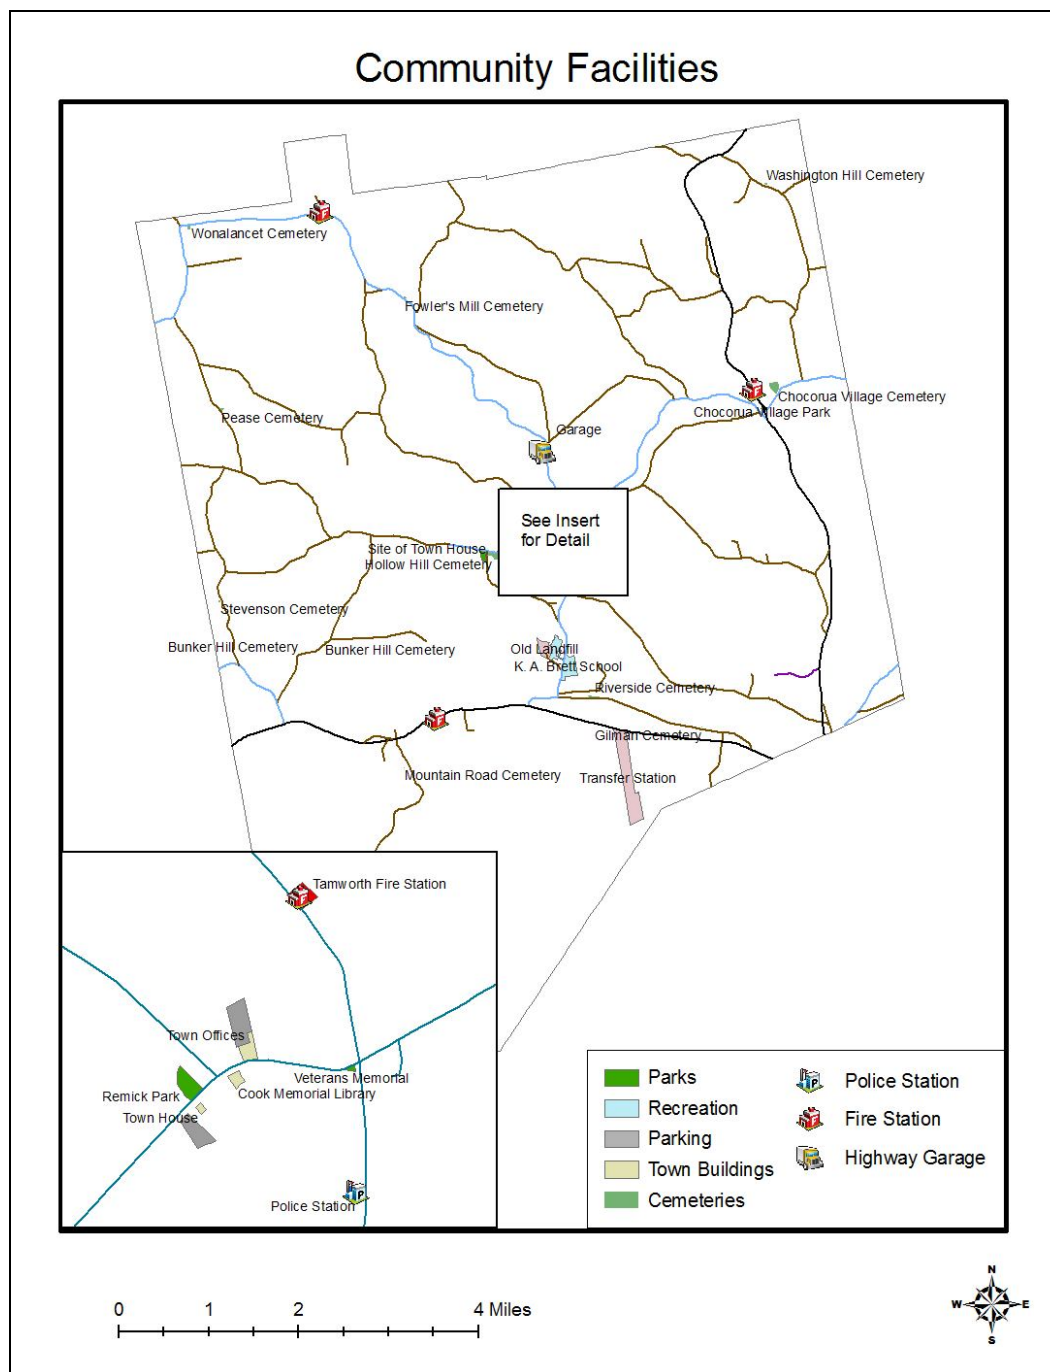 Community Facilities
Washington Hill Cemetery
Wonalancet Cemetery
Fowler's Mill Cemetery
Chocorua Village Cemetery
Chocorua Village Park
Pease Cemetery
Garage
See Insert
for Detail
Site of Town House
Hollow Hill Cemetery
Stevenson Cemetery
Bunker Hill Cemetery
Bunker Hill Cemetery
Old Landfill
K. A. Brett School
Riverside Cemetery
Gilman Cemetery
Mountain Road Cemetery
Transfer Station
Tamworth Fire Station
Town Offices
Veterans Memorial
Cook Memorial Library
Remick Park
Town House
Police Station
Parks
Recreation
Parking
Town Buildings
Cemeteries
Police Station
Fire Station
Highway Garage
0 1 2 4 Miles
N
W E
S